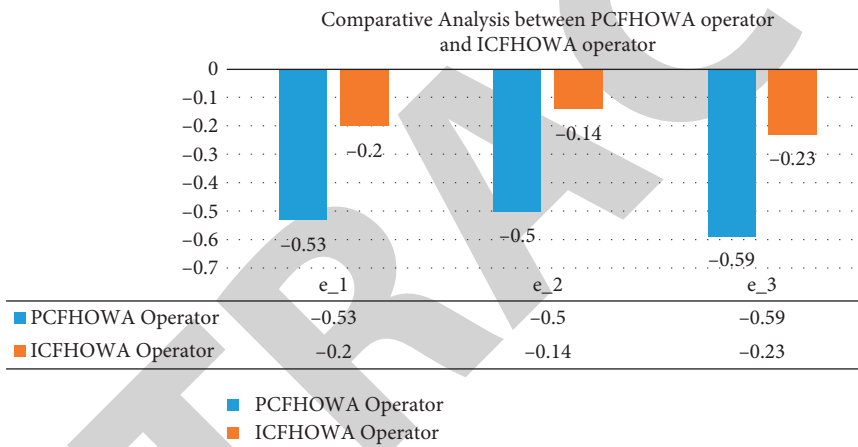 Comparative Analysis between PCFHOWA operator
and ICFHOWA operator
0
–0.1
–0.2
–0.3
–0.4
–0.5
–0.6
–0.7
–0.53
–0.2
–0.5
–0.14
–0.59
–0.23
e_1 e_2 e_3
PCFHOWA Operator –0.53 –0.5 –0.59
ICFHOWA Operator –0.2 –0.14 –0.23
PCFHOWA Operator
ICFHOWA Operator
TRAC